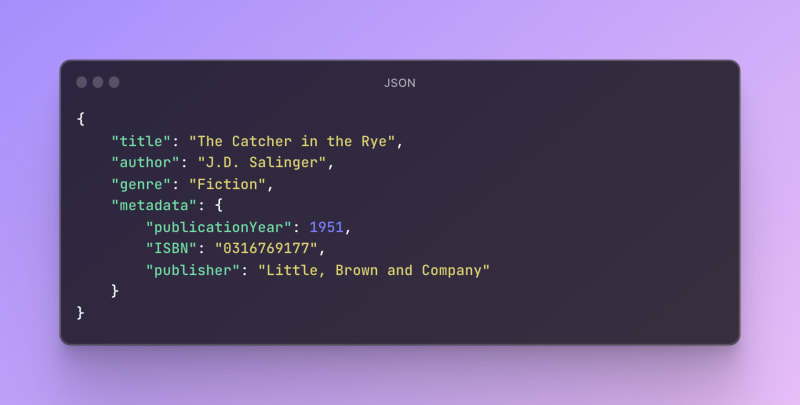 JSON
{
    "title": "The Catcher in the Rye",
    "author": "J.D. Salinger",
    "genre": "Fiction",
    "metadata": {
        "publicationYear": 1951,
        "ISBN": "0316769177",
        "publisher": "Little, Brown and Company"
    }
}